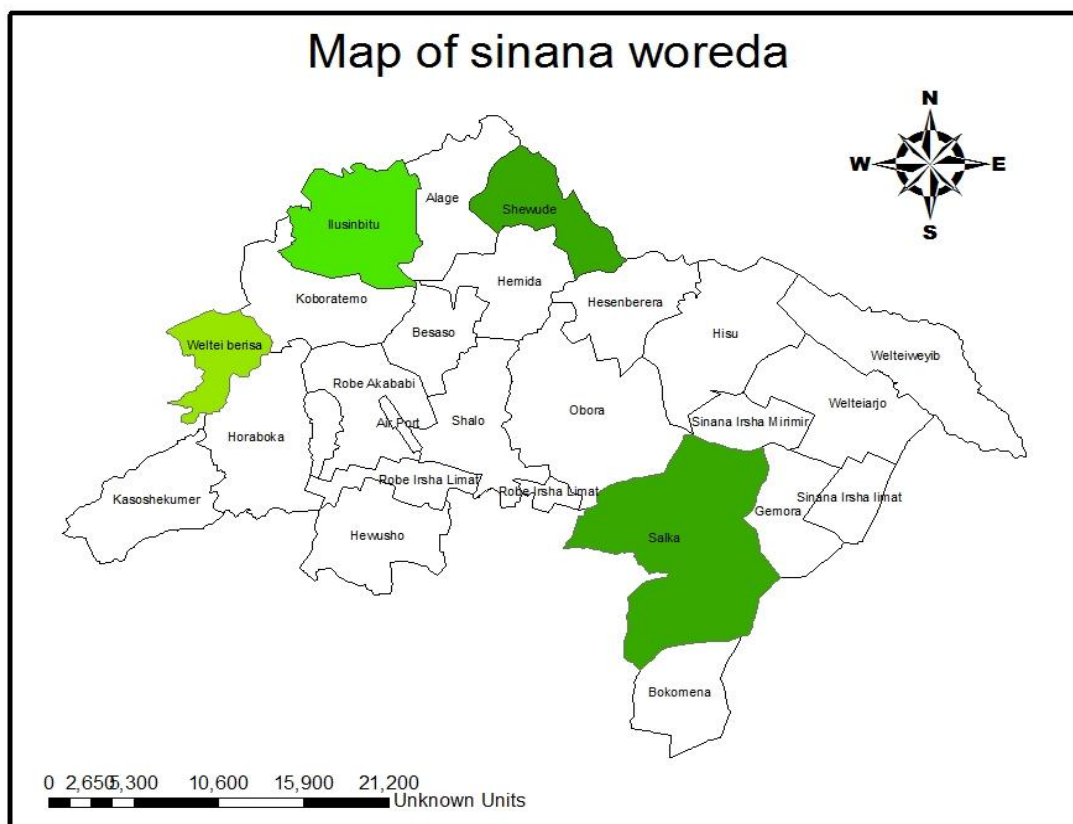 Map of sinana woreda
N
W E
S
Alage
Shewude
Ilusinbitu
Hemida
Koboratemo
Hesenberera
Besaso
Hisu
Weltei berisa
Welteiweyib
Robe Akababi
Welteiarjo
Obora
Air Port
Shalo
Sinana Irsha Mirimir
Horaboka
Robe Irsha Limat
Robe Irsha Limat
Kasoshekumer
Sinana Irsha limat
Gemora
Hewusho
Salka
Bokomena
0 2,650 5,300 10,600 15,900 21,200
Unknown Units